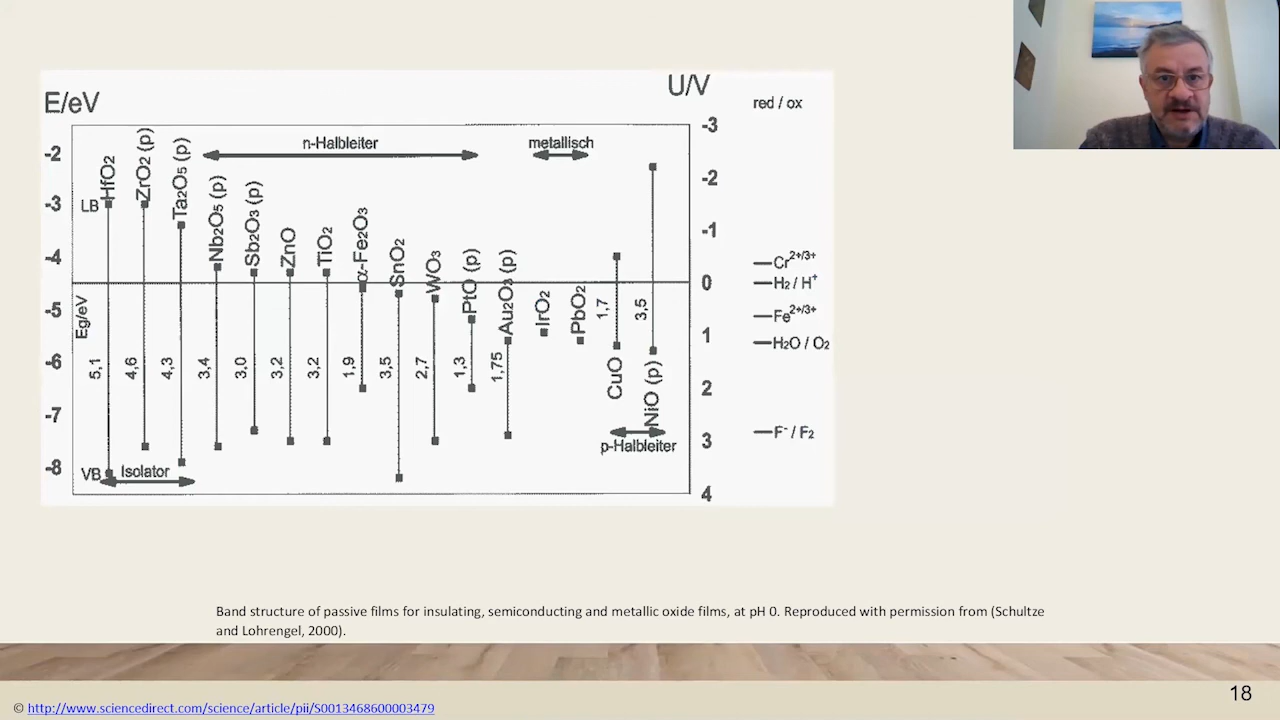 E/eV
U/V
red / ox
-2
-3
-4
-5
-6
-7
-8
LB
VB
Eg/eV
HfO2
ZrO2 (p)
Ta2O5 (p)
Nb2O5 (p)
Sb2O3 (p)
ZnO
TiO2
α-Fe2O3
SnO2
WO3
PtO (p)
Au2O3 (p)
IrO2
PbO2
CuO
NiO (p)
n-Halbleiter
metallisch
Isolator
p-Halbleiter
5,1
4,6
4,3
3,4
3,0
3,2
3,2
1,9
3,5
2,7
1,3
1,75
1,7
3,5
-3
-2
-1
0
1
2
3
4
Cr2+/3+
H2 / H+
Fe2+/3+
H2O / O2
F- / F2
Band structure of passive films for insulating, semiconducting and metallic oxide films, at pH 0. Reproduced with permission from (Schultze
and Lohrengel, 2000).
18
© http://www.sciencedirect.com/science/article/pii/S0013468600003479